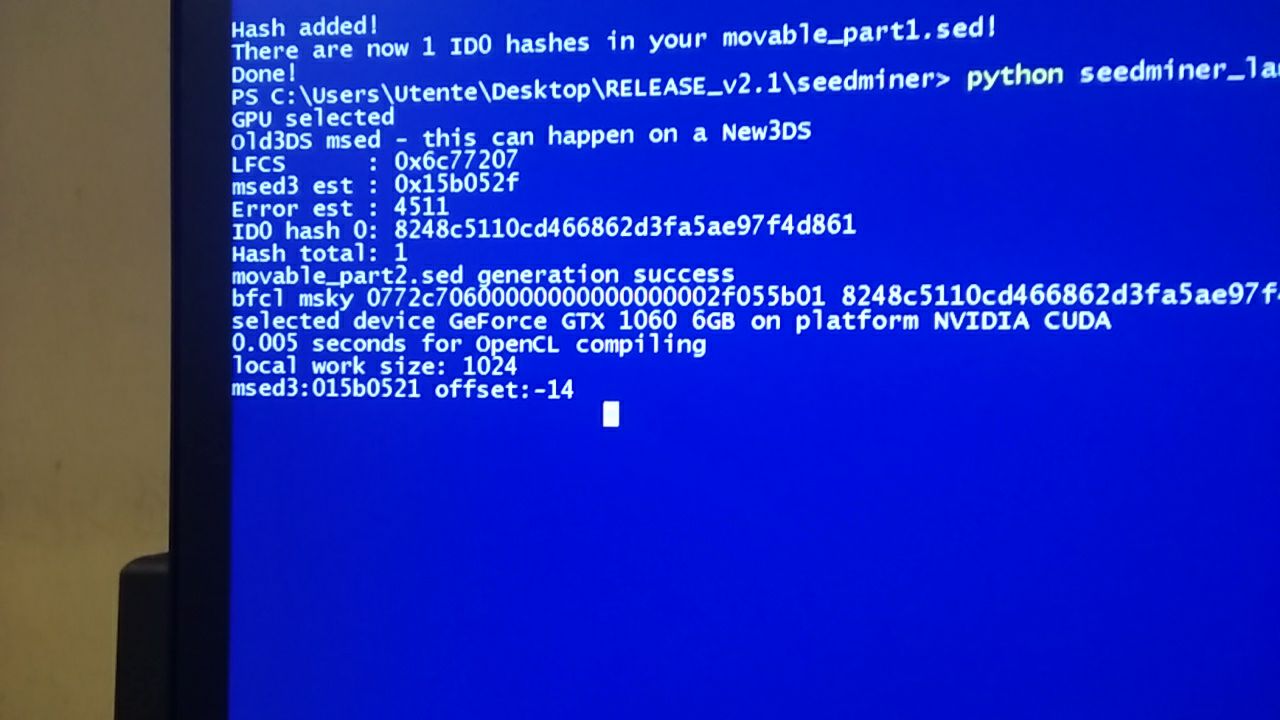 Hash added!
There are now 1 ID0 hashes in your movable_part1.sed!
Done!
PS C:\Users\Utente\Desktop\RELEASE_v2.1\seedminer> python seedminer_la
GPU selected
Old3DS msed - this can happen on a New3DS
LFCS : 0x6c77207
msed3 est : 0x15b052f
Error est : 4511
ID0 hash 0: 8248c5110cd466862d3fa5ae97f4d861
Hash total: 1
movable_part2.sed generation success
bfcl msky 0772c7060000000000000000002f055b01 8248c5110cd466862d3fa5ae97f
selected device GeForce GTX 1060 6GB on platform NVIDIA CUDA
0.005 seconds for OpenCL compiling
local work size: 1024
msed3:015b0521 offset:-14